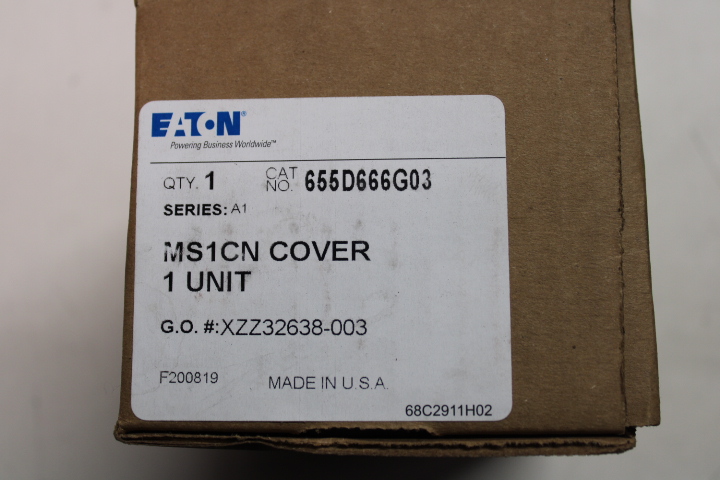 EATON®
Powering Business Worldwide™
QTY. 1 CAT NO. 655D666G03
SERIES: A1
MS1CN COVER
1 UNIT
G.O. #:XZZ32638-003
F200819 MADE IN U.S.A.
68C2911H02